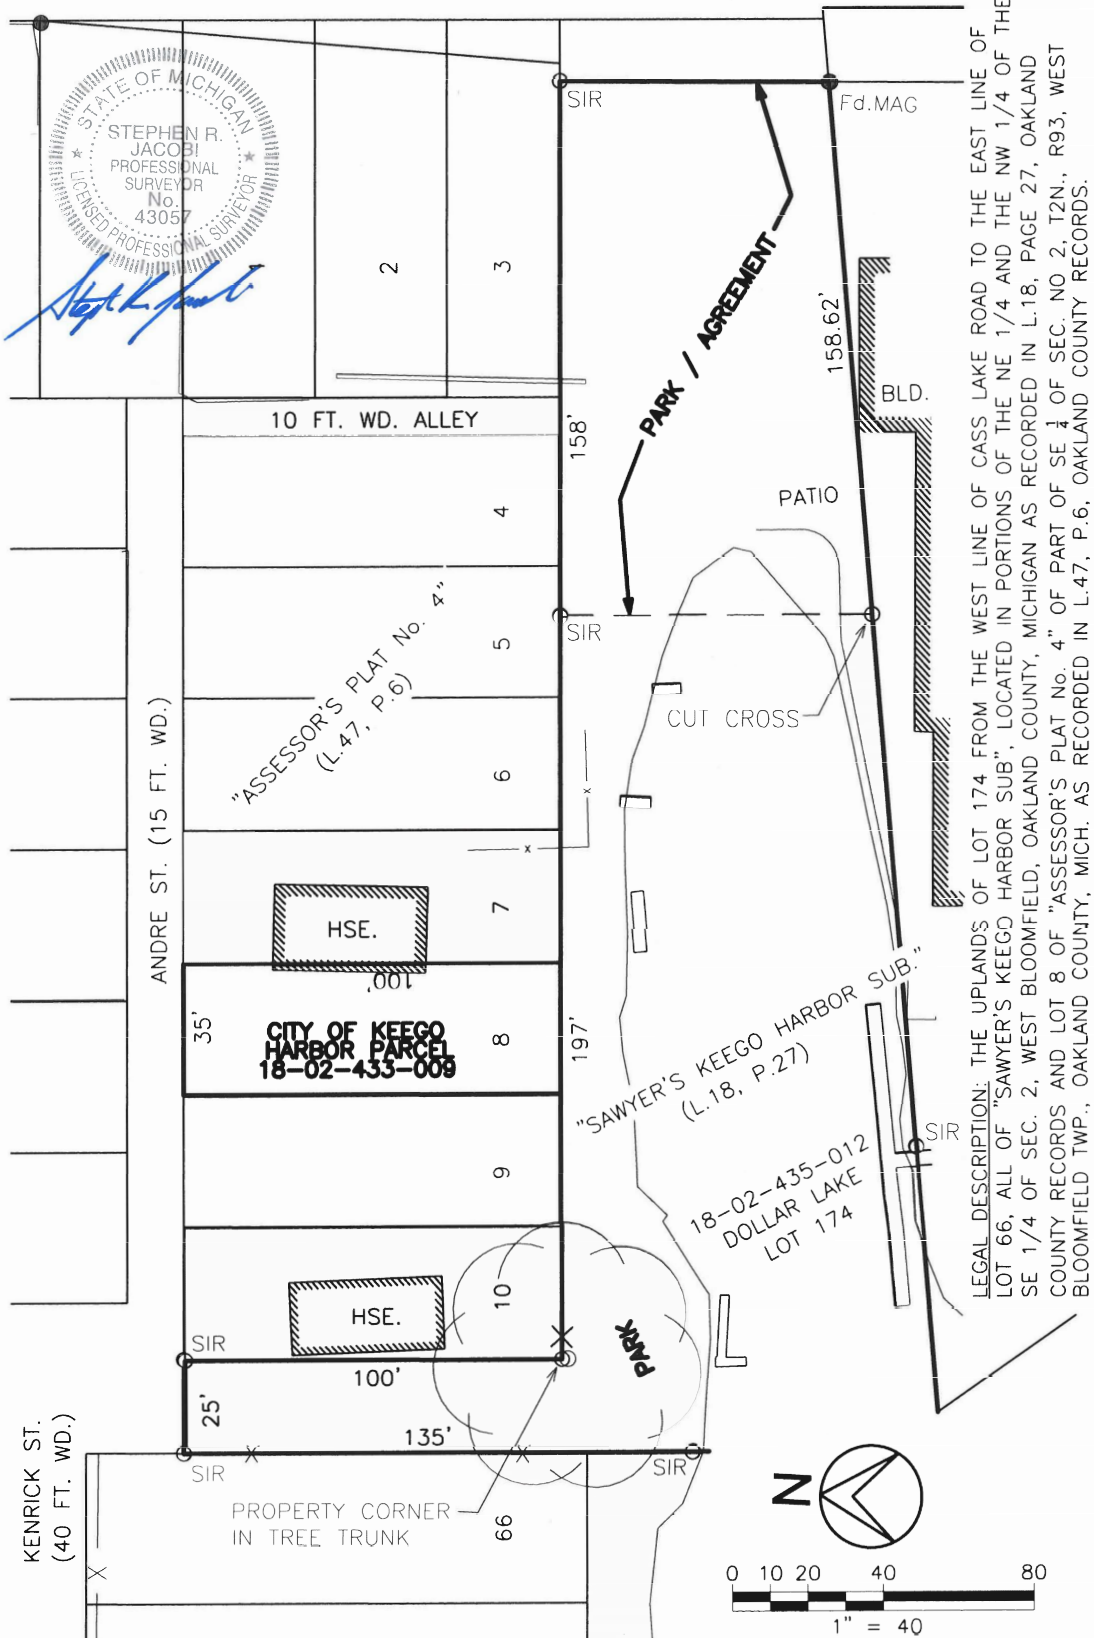 STATE OF MICHIGAN
STEPHEN R.
JACOBI
PROFESSIONAL
SURVEYOR
No.
43057
LICENSED PROFESSIONAL SURVEYOR
2
3
SIR
Fd.MAG
PARK / AGREEMENT
158.62'
BLD.
10 FT. WD. ALLEY
158'
PATIO
4
ANDRE ST. (15 FT. WD.)
"ASSESSOR'S PLAT No. 4"
(L.47, P.6)
5
SIR
CUT CROSS
6
x
x
7
HSE.
100'
35'
CITY OF KEEGO
HARBOR PARCEL
18-02-433-009
8
197'
"SAWYER'S KEEGO HARBOR SUB."
(L.18, P.27)
9
18-02-435-012
DOLLAR LAKE
LOT 174
SIR
10
HSE.
SIR
100'
PARK
25'
135'
KENRICK ST.
(40 FT. WD.)
SIR
X
X
SIR
PROPERTY CORNER
IN TREE TRUNK
66
X
N
0 10 20 40 80
1" = 40
LEGAL DESCRIPTION: THE UPLANDS OF LOT 174 FROM THE WEST LINE OF CASS LAKE ROAD TO THE EAST LINE OF
LOT 66, ALL OF "SAWYER'S KEEGO HARBOR SUB", LOCATED IN PORTIONS OF THE NE 1/4 AND THE NW 1/4 OF THE
SE 1/4 OF SEC. 2, WEST BLOOMFIELD, OAKLAND COUNTY, MICHIGAN AS RECORDED IN L.18, PAGE 27, OAKLAND
COUNTY RECORDS AND LOT 8 OF "ASSESSOR'S PLAT No. 4" OF PART OF SE 1/4 OF SEC. NO 2, T2N., R93, WEST
BLOOMFIELD TWP., OAKLAND COUNTY, MICH. AS RECORDED IN L.47, P.6, OAKLAND COUNTY RECORDS.